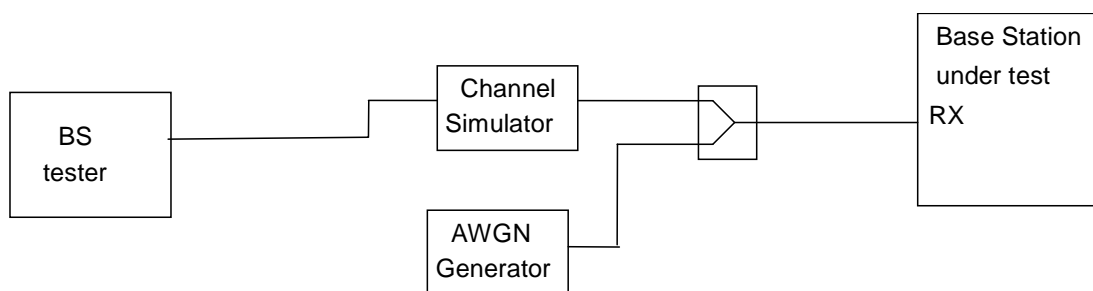 BS
tester
Channel
Simulator
AWGN
Generator
Base Station
under test
RX